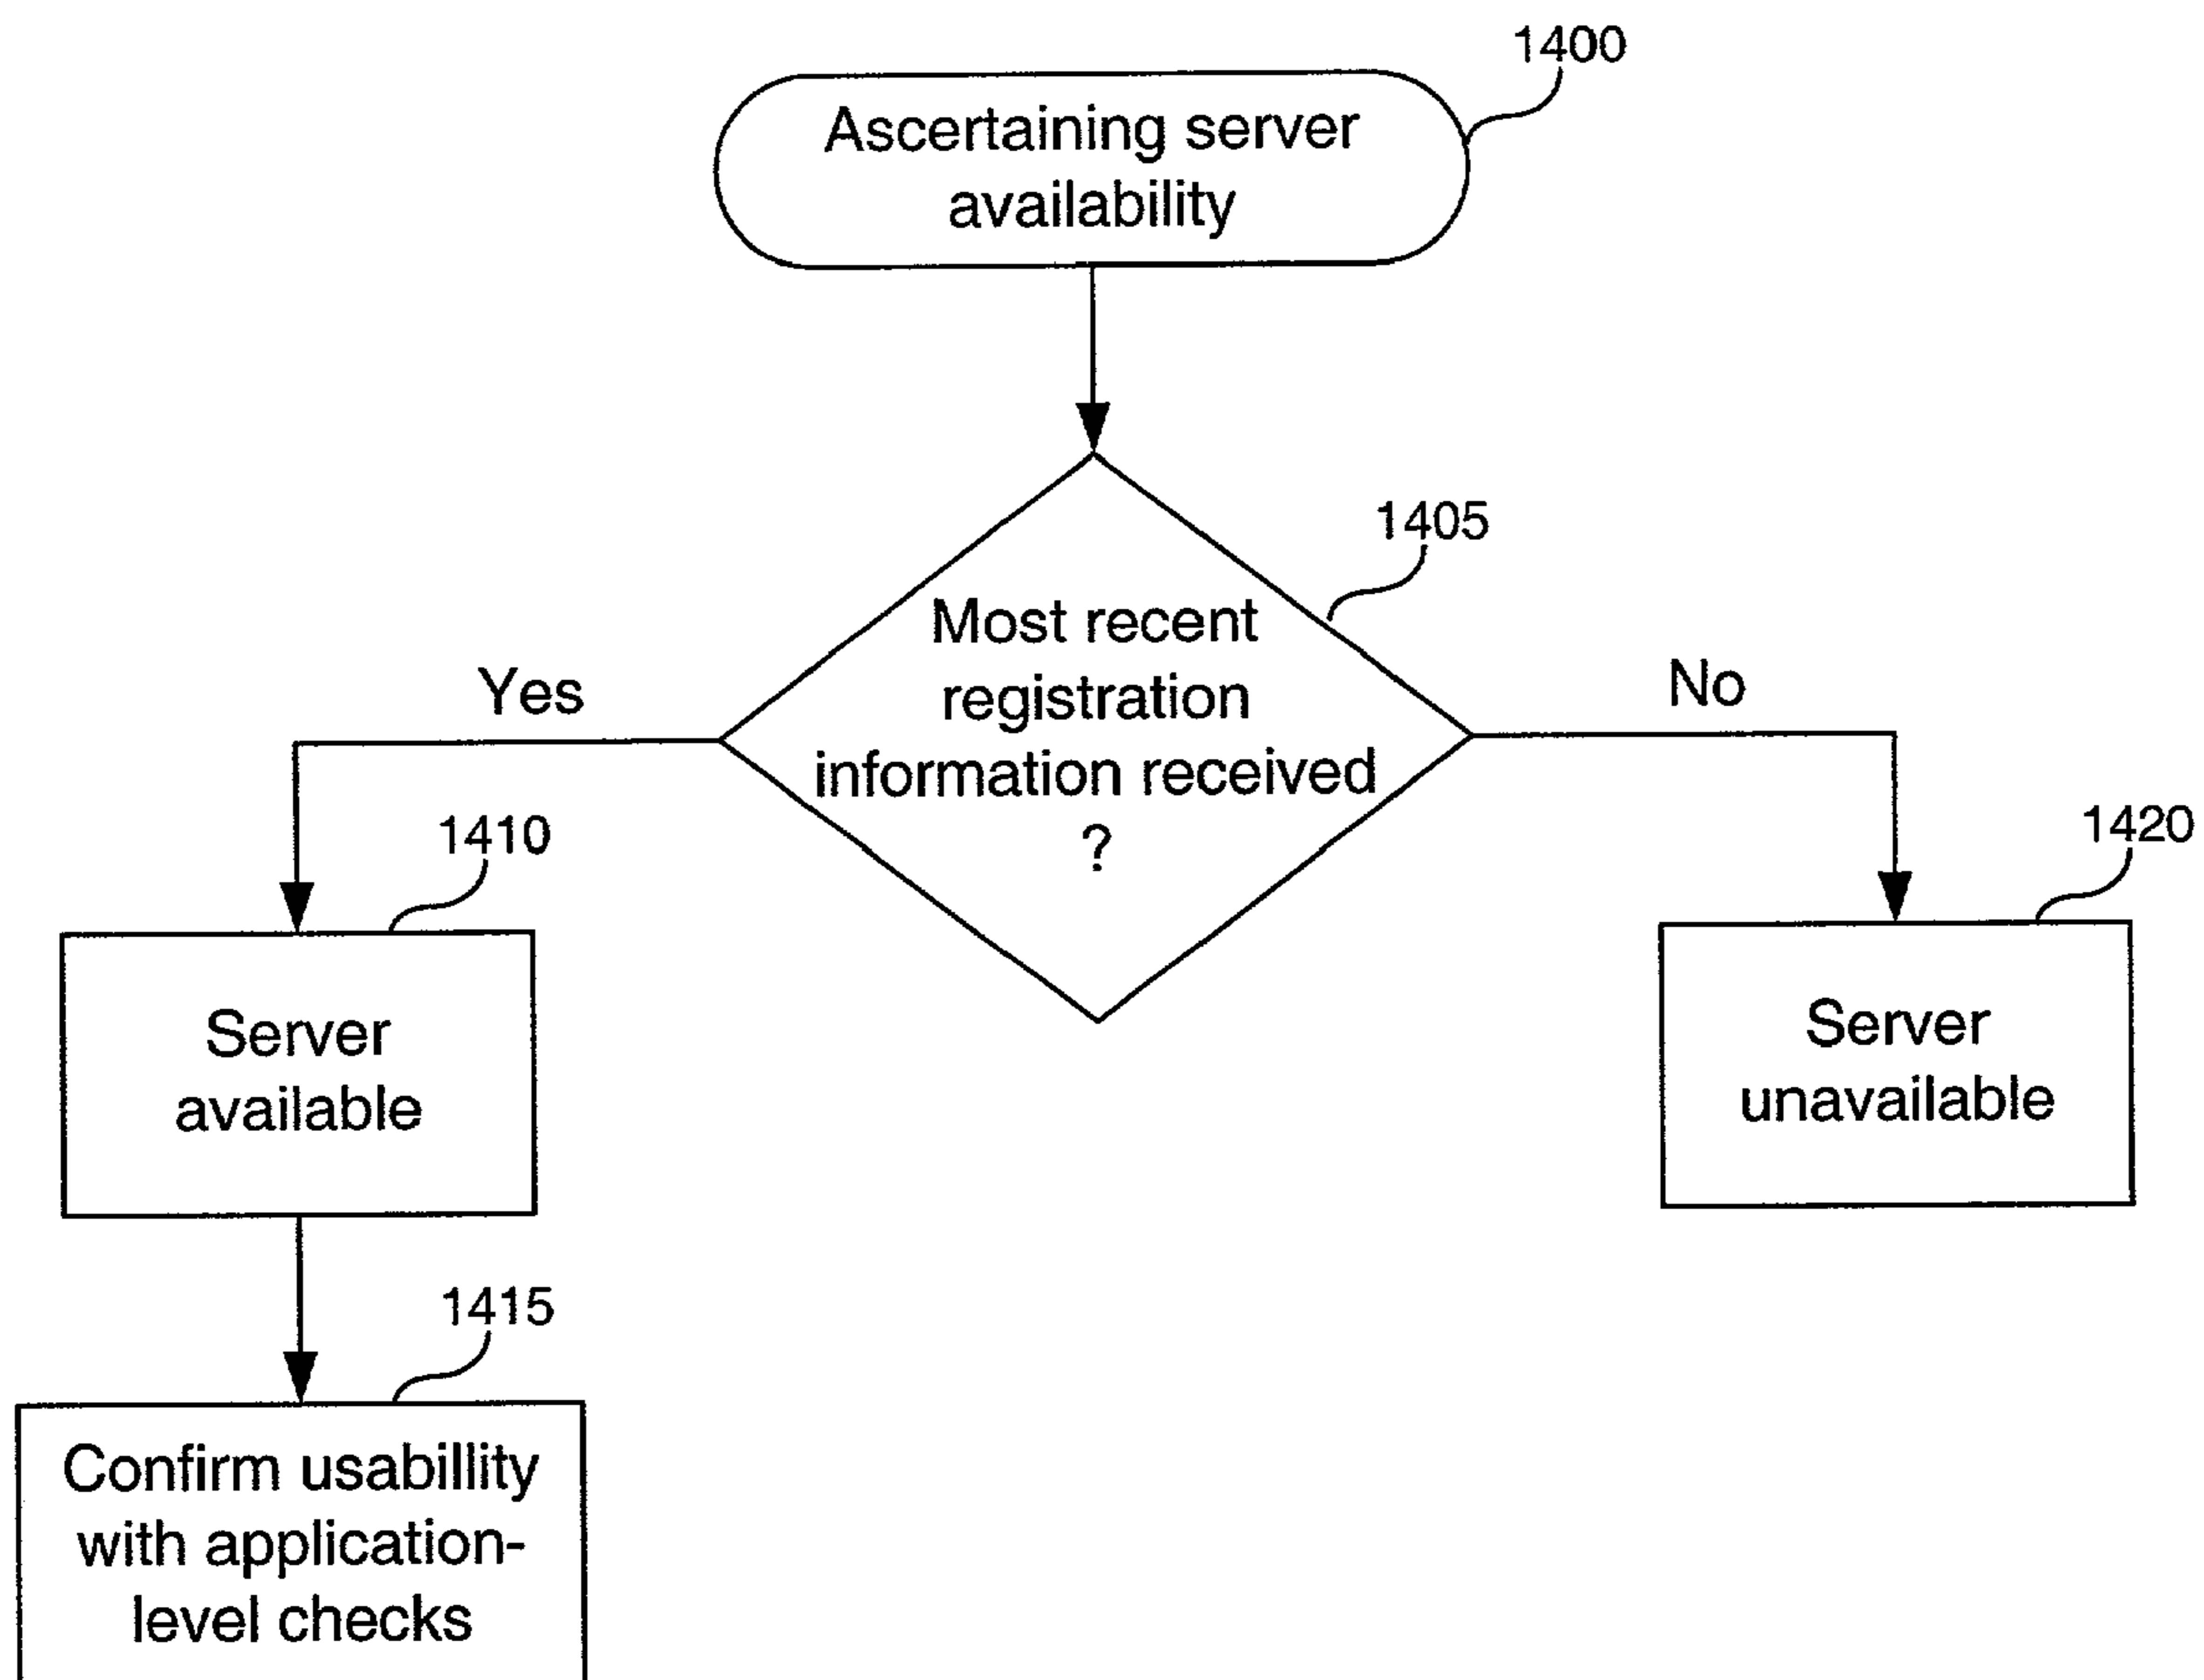 1400
Ascertaining server
availability
1405
Most recent
registration
information received
?
Yes
No
1410
Server
available
1420
Server
unavailable
1415
Confirm usabillity
with application-
level checks